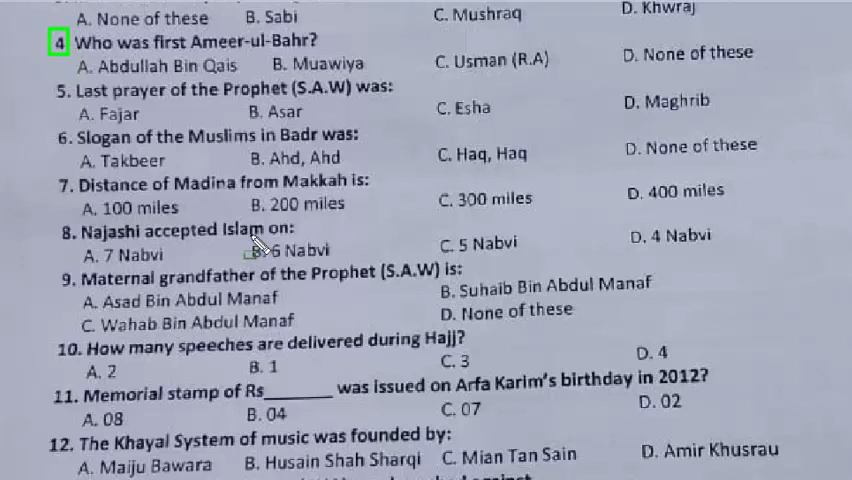 A. None of these B. Sabi C. Mushraq D. Khwraj
4 Who was first Ameer-ul-Bahr?
A. Abdullah Bin Qais B. Muawiya C. Usman (R.A) D. None of these
5. Last prayer of the Prophet (S.A.W) was:
A. Fajar B. Asar C. Esha D. Maghrib
6. Slogan of the Muslims in Badr was:
A. Takbeer B. Ahd, Ahd C. Haq, Haq D. None of these
7. Distance of Madina from Makkah is:
A. 100 miles B. 200 miles C. 300 miles D. 400 miles
8. Najashi accepted Islam on:
A. 7 Nabvi B. 6 Nabvi C. 5 Nabvi D. 4 Nabvi
9. Maternal grandfather of the Prophet (S.A.W) is:
A. Asad Bin Abdul Manaf B. Suhaib Bin Abdul Manaf
C. Wahab Bin Abdul Manaf D. None of these
10. How many speeches are delivered during Hajj?
A. 2 B. 1 C. 3 D. 4
11. Memorial stamp of Rs_______ was issued on Arfa Karim's birthday in 2012?
A. 08 B. 04 C. 07 D. 02
12. The Khayal System of music was founded by:
A. Maiju Bawara B. Husain Shah Sharqi C. Mian Tan Sain D. Amir Khusrau